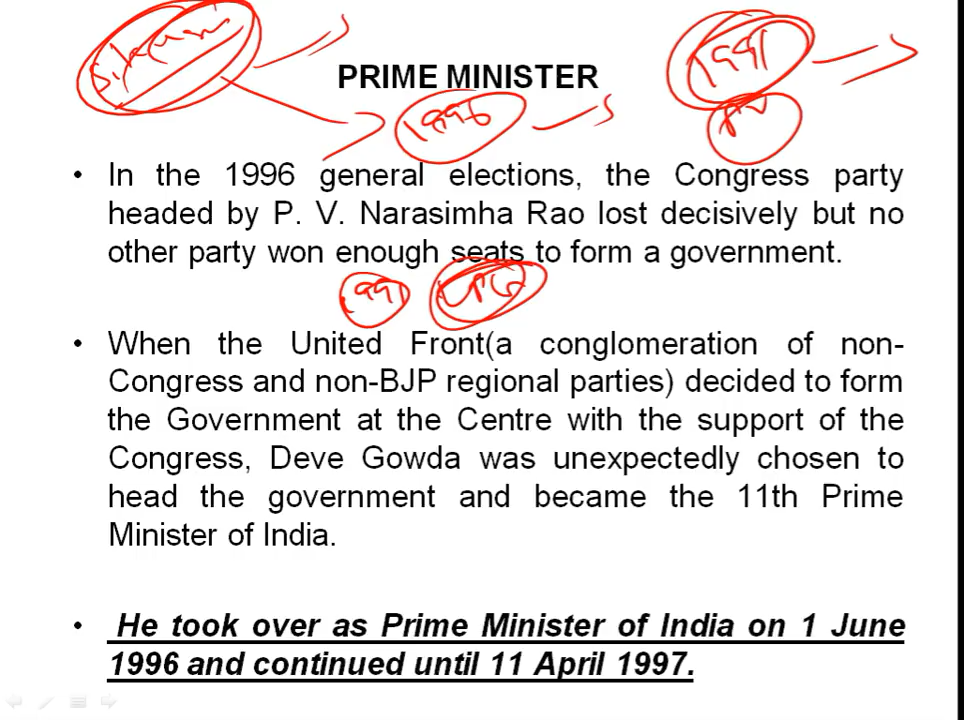 1991
PRIME MINISTER
1996
• In the 1996 general elections, the Congress party
headed by P. V. Narasimha Rao lost decisively but no
other party won enough seats to form a government.
1991
• When the United Front(a conglomeration of non-
Congress and non-BJP regional parties) decided to form
the Government at the Centre with the support of the
Congress, Deve Gowda was unexpectedly chosen to
head the government and became the 11th Prime
Minister of India.
• He took over as Prime Minister of India on 1 June
1996 and continued until 11 April 1997.